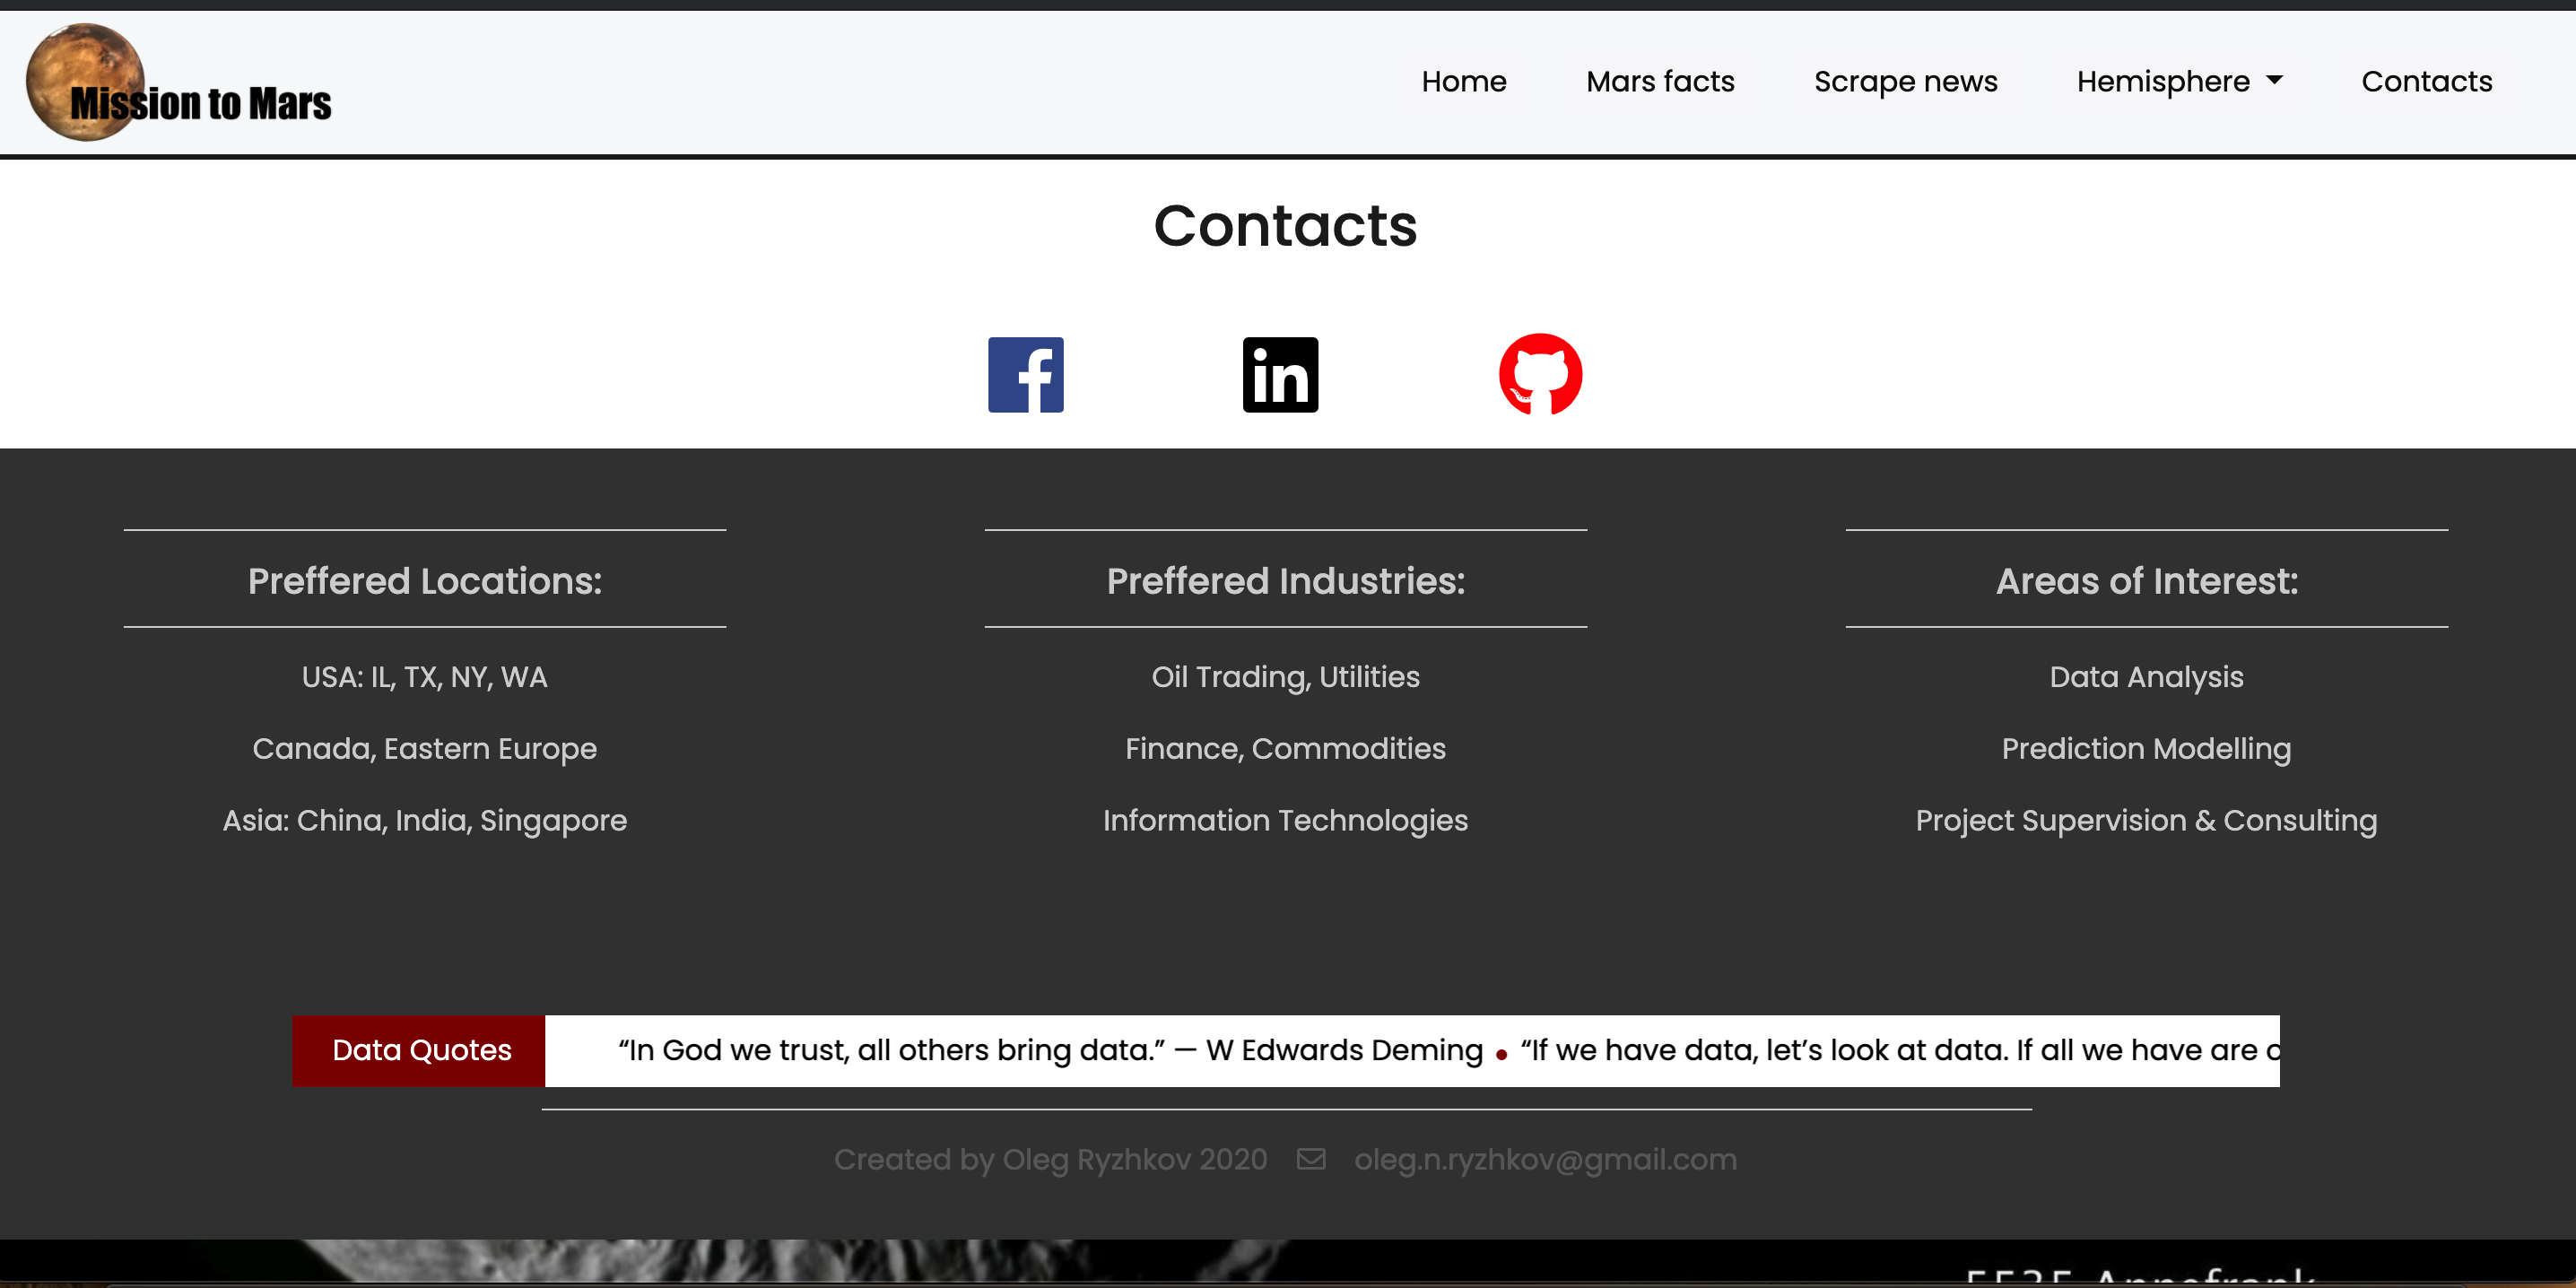 Mission to Mars
Home Mars facts Scrape news Hemisphere Contacts
Contacts
Preffered Locations:
USA: IL, TX, NY, WA
Canada, Eastern Europe
Asia: China, India, Singapore
Preffered Industries:
Oil Trading, Utilities
Finance, Commodities
Information Technologies
Areas of Interest:
Data Analysis
Prediction Modelling
Project Supervision & Consulting
Data Quotes “In God we trust, all others bring data.” — W Edwards Deming • “If we have data, let’s look at data. If all we have are
Created by Oleg Ryzhkov 2020 oleg.n.ryzhkov@gmail.com